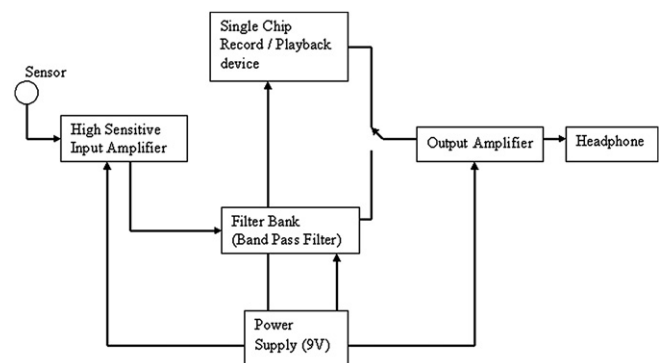 Single Chip
Record / Playback
device
Sensor
High Sensitive
Input Amplifier
Output Amplifier
Headphone
Filter Bank
(Band Pass Filter)
Power
Supply (9V)